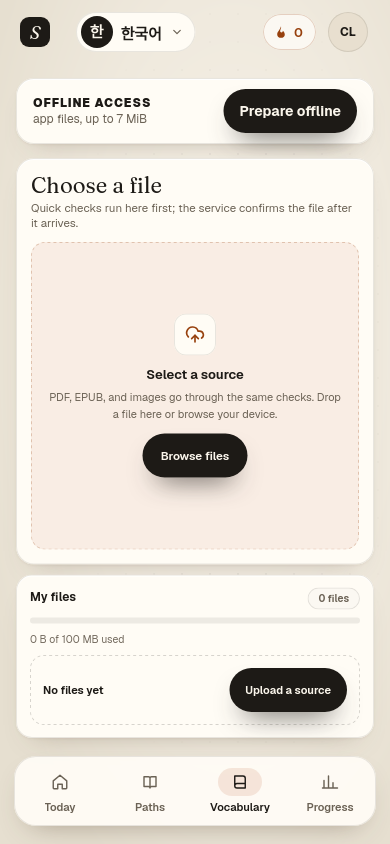 S
한
한국어
0
CL
OFFLINE ACCESS
app files, up to 7 MiB
Prepare offline
Choose a file
Quick checks run here first; the service confirms the file after
it arrives.
Select a source
PDF, EPUB, and images go through the same checks. Drop
a file here or browse your device.
Browse files
My files
0 files
0 B of 100 MB used
No files yet
Upload a source
Today
Paths
Vocabulary
Progress